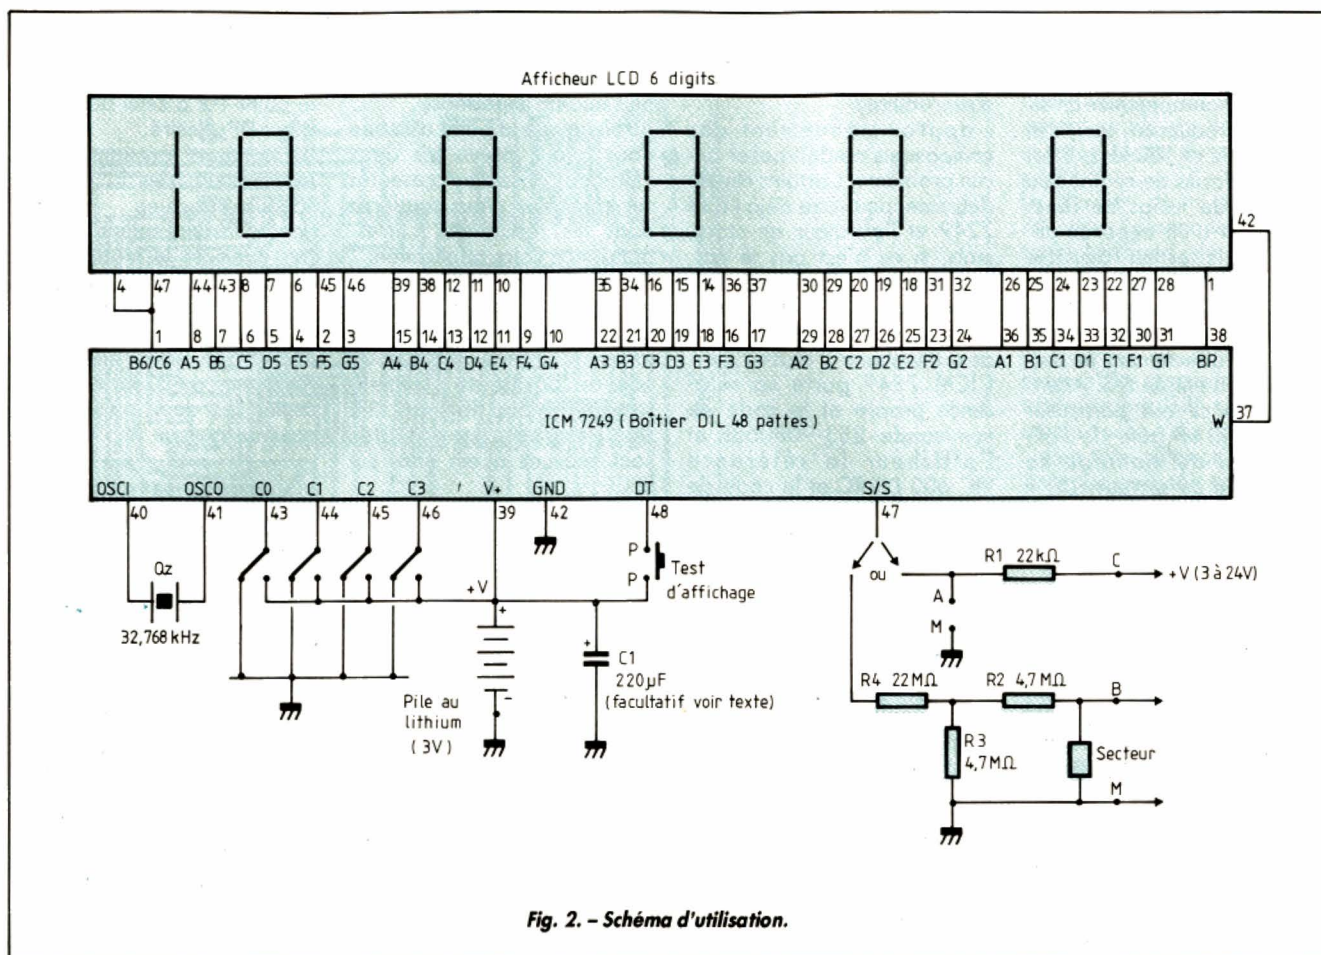 Afficheur LCD 6 digits
42
4 47 44 43 8 7 6 45 46 39 38 12 11 10 35 34 16 15 14 36 37 30 29 20 19 18 31 32 26 25 24 23 22 27 28 1
1 8 7 6 5 4 2 3 15 14 13 12 11 9 10 22 21 20 19 18 16 17 29 28 27 26 25 23 24 36 35 34 33 32 30 31 38
B6/C6 A5 B5 C5 D5 E5 F5 G5 A4 B4 C4 D4 E4 F4 G4 A3 B3 C3 D3 E3 F3 G3 A2 B2 C2 D2 E2 F2 G2 A1 B1 C1 D1 E1 F1 G1 BP
ICM 7249 (Boîtier DIL 48 pattes)
W 37
OSCI OSCO C0 C1 C2 C3 V+ GND DT S/S
40 41 43 44 45 46 39 42 48 47
Qz
32,768 kHz
+V
+
-
Pile au
lithium
(3V)
P
P
Test
d'affichage
+
C1
220µF
(facultatif voir texte)
ou
R1 22kΩ C +V (3 à 24V)
A
M
R4 22MΩ R2 4,7MΩ B
R3
4,7MΩ
Secteur
M
Fig. 2. – Schéma d'utilisation.